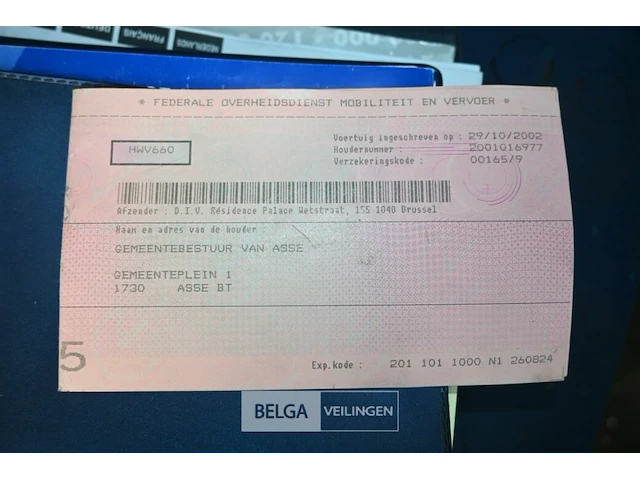 NEDERLANDS
FRANÇAIS
* FEDERALE OVERHEIDSDIENST MOBILITEIT EN VERVOER *
HWV660
Voertuig ingeschreven op : 29/10/2002
Houdernummer : 2001016977
Verzekeringskode : 00165/9
Afzender : D.I.V. Résidence Palace Wetstraat, 155 1040 Brussel
Naam en adres van de houder
GEMEENTEBESTUUR VAN ASSE
GEMEENTEPLEIN 1
1730 ASSE BT
5
Exp.kode : 201 101 1000 N1 260824
BELGA VEILINGEN